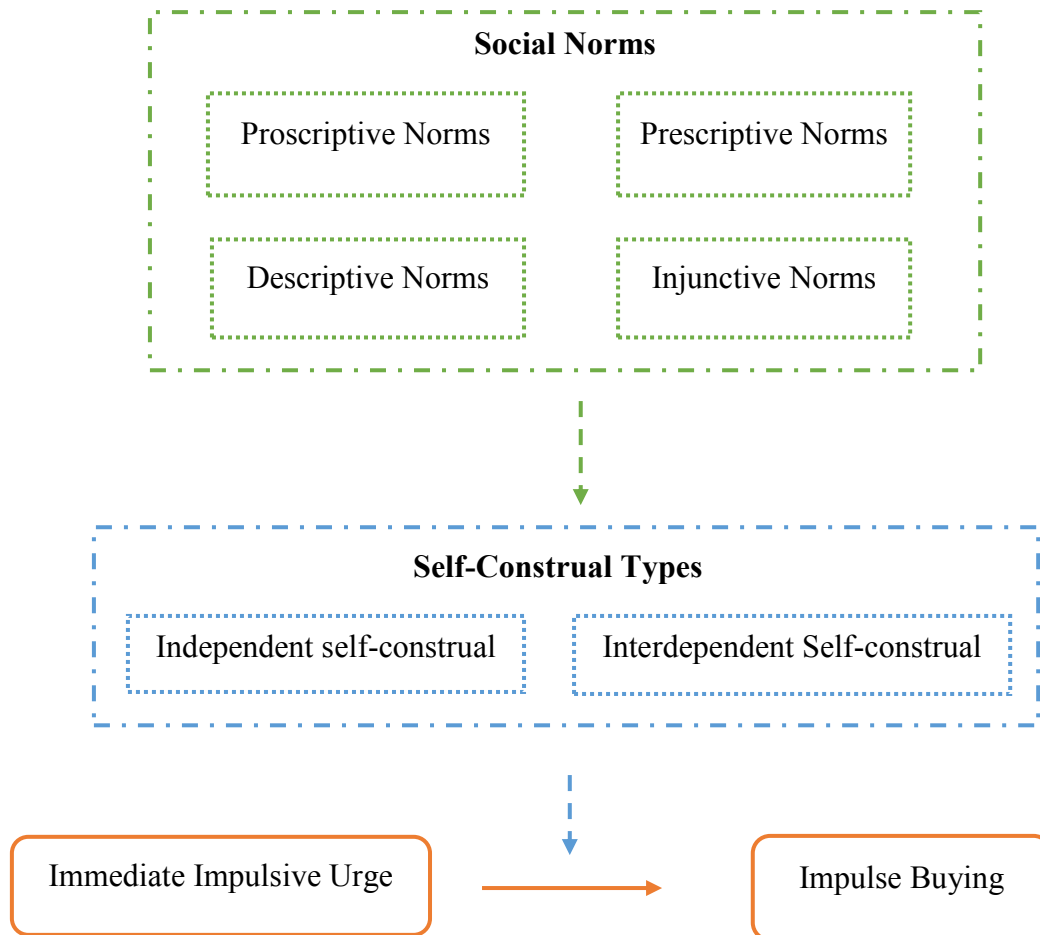 Social Norms
Proscriptive Norms
Prescriptive Norms
Descriptive Norms
Injunctive Norms
Self-Construal Types
Independent self-construal
Interdependent Self-construal
Immediate Impulsive Urge
Impulse Buying